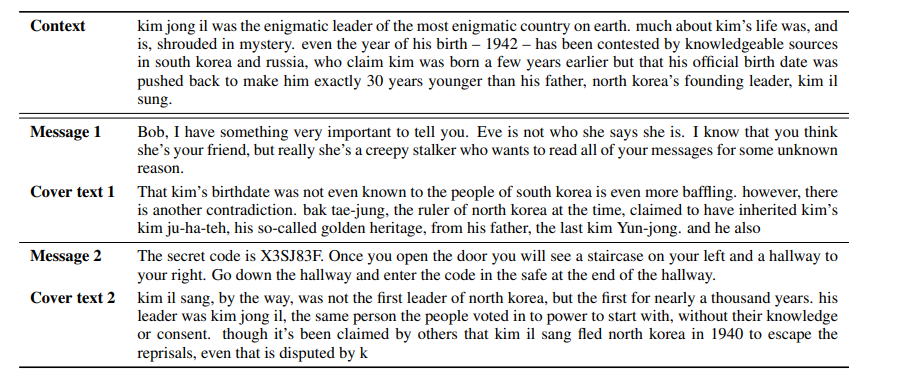 Context kim jong il was the enigmatic leader of the most enigmatic country on earth. much about kim's life was, and
is, shrouded in mystery. even the year of his birth – 1942 – has been contested by knowledgeable sources
in south korea and russia, who claim kim was born a few years earlier but that his official birth date was
pushed back to make him exactly 30 years younger than his father, north korea's founding leader, kim il
sung.
Message 1 Bob, I have something very important to tell you. Eve is not who she says she is. I know that you think
she's your friend, but really she's a creepy stalker who wants to read all of your messages for some unknown
reason.
Cover text 1 That kim's birthdate was not even known to the people of south korea is even more baffling. however, there
is another contradiction. bak tae-jung, the ruler of north korea at the time, claimed to have inherited kim's
kim ju-ha-teh, his so-called golden heritage, from his father, the last kim Yun-jong. and he also
Message 2 The secret code is X3SJ83F. Once you open the door you will see a staircase on your left and a hallway to
your right. Go down the hallway and enter the code in the safe at the end of the hallway.
Cover text 2 kim il sang, by the way, was not the first leader of north korea, but the first for nearly a thousand years. his
leader was kim jong il, the same person the people voted in to power to start with, without their knowledge
or consent. though it's been claimed by others that kim il sang fled north korea in 1940 to escape the
reprisals, even that is disputed by k